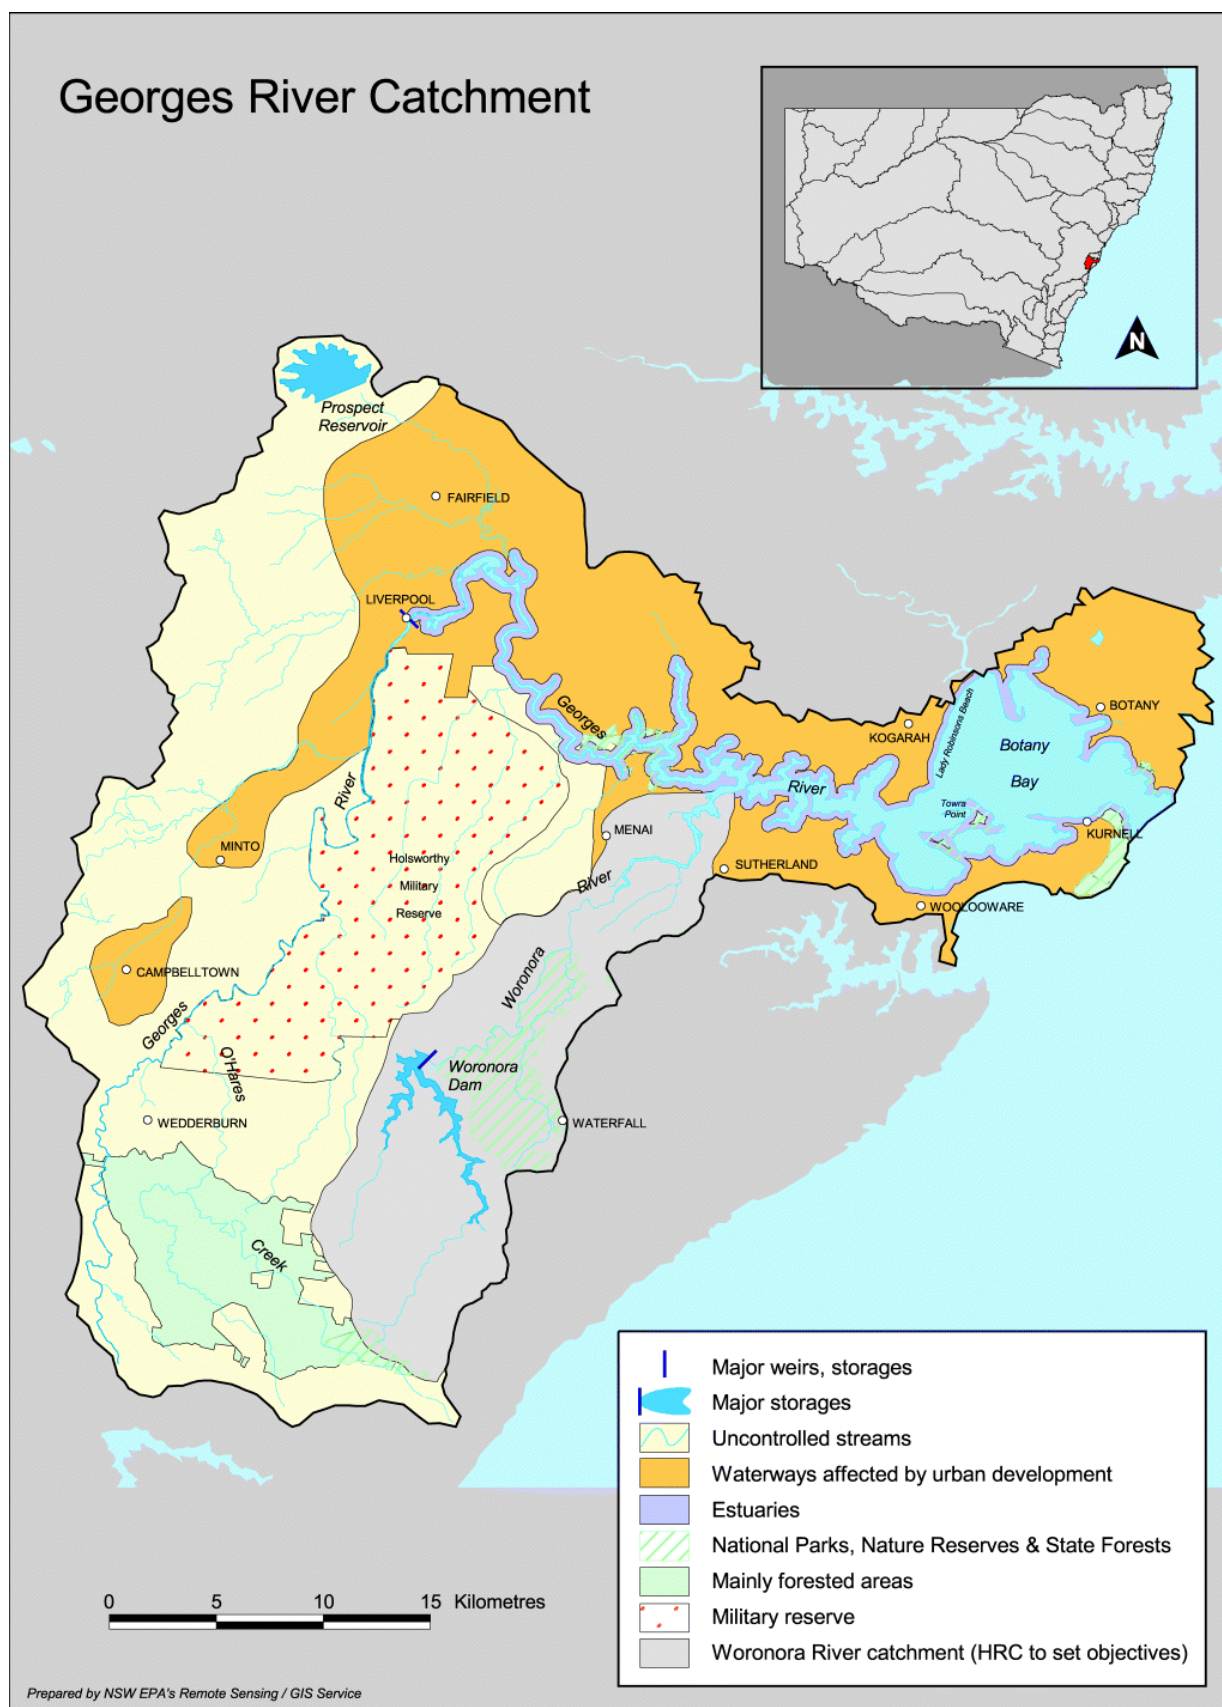 Georges River Catchment
N
Prospect
Reservoir
FAIRFIELD
LIVERPOOL
Georges
River
KOGARAH
Lady Robinsons Beach
Botany
Bay
BOTANY
Towra
Point
KURNELL
River
MENAI
SUTHERLAND
WOOLOOWARE
MINTO
Holsworthy
Military
Reserve
River
Woronora
CAMPBELLTOWN
Georges
O'Hares
Woronora
Dam
WEDDERBURN
WATERFALL
Creek
Major weirs, storages
Major storages
Uncontrolled streams
Waterways affected by urban development
Estuaries
National Parks, Nature Reserves & State Forests
Mainly forested areas
Military reserve
Woronora River catchment (HRC to set objectives)
0 5 10 15 Kilometres
Prepared by NSW EPA's Remote Sensing / GIS Service